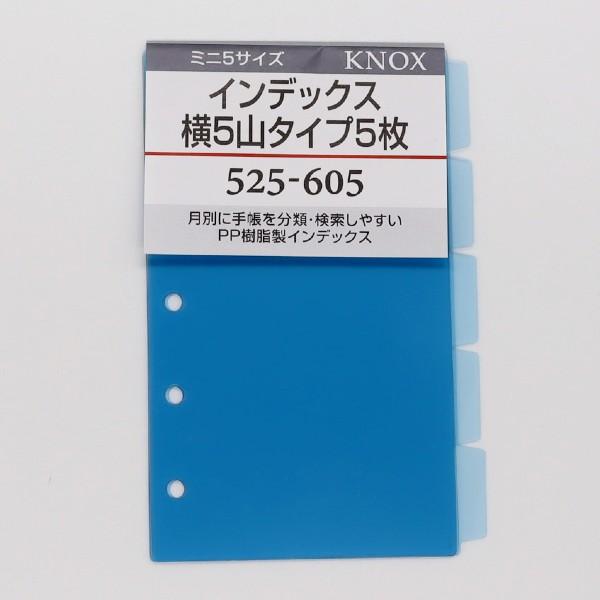 ミニ5サイズ KNOX
インデックス
横5山タイプ5枚
525-605
月別に手帳を分類・検索しやすい
PP樹脂製インデックス